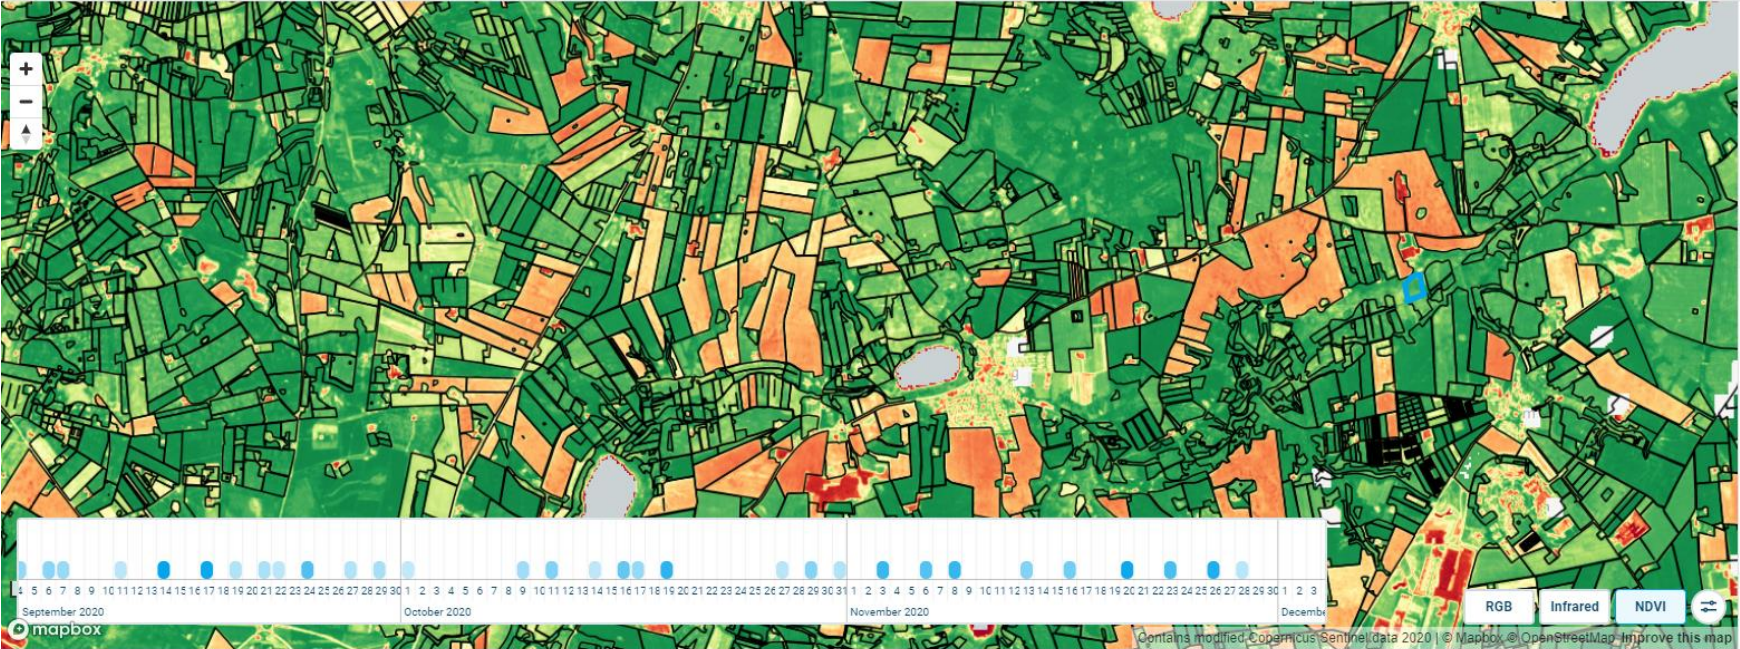 +
−
4 5 6 7 8 9 10 11 12 13 14 15 16 17 18 19 20 21 22 23 24 25 26 27 28 29 30 1 2 3 4 5 6 7 8 9 10 11 12 13 14 15 16 17 18 19 20 21 22 23 24 25 26 27 28 29 30 31 1 2 3 4 5 6 7 8 9 10 11 12 13 14 15 16 17 18 19 20 21 22 23 24 25 26 27 28 29 30 1 2 3
September 2020 October 2020 November 2020 Decembe
RGB Infrared NDVI
mapbox
Contains modified Copernicus Sentinel data 2020 | © Mapbox © OpenStreetMap Improve this map